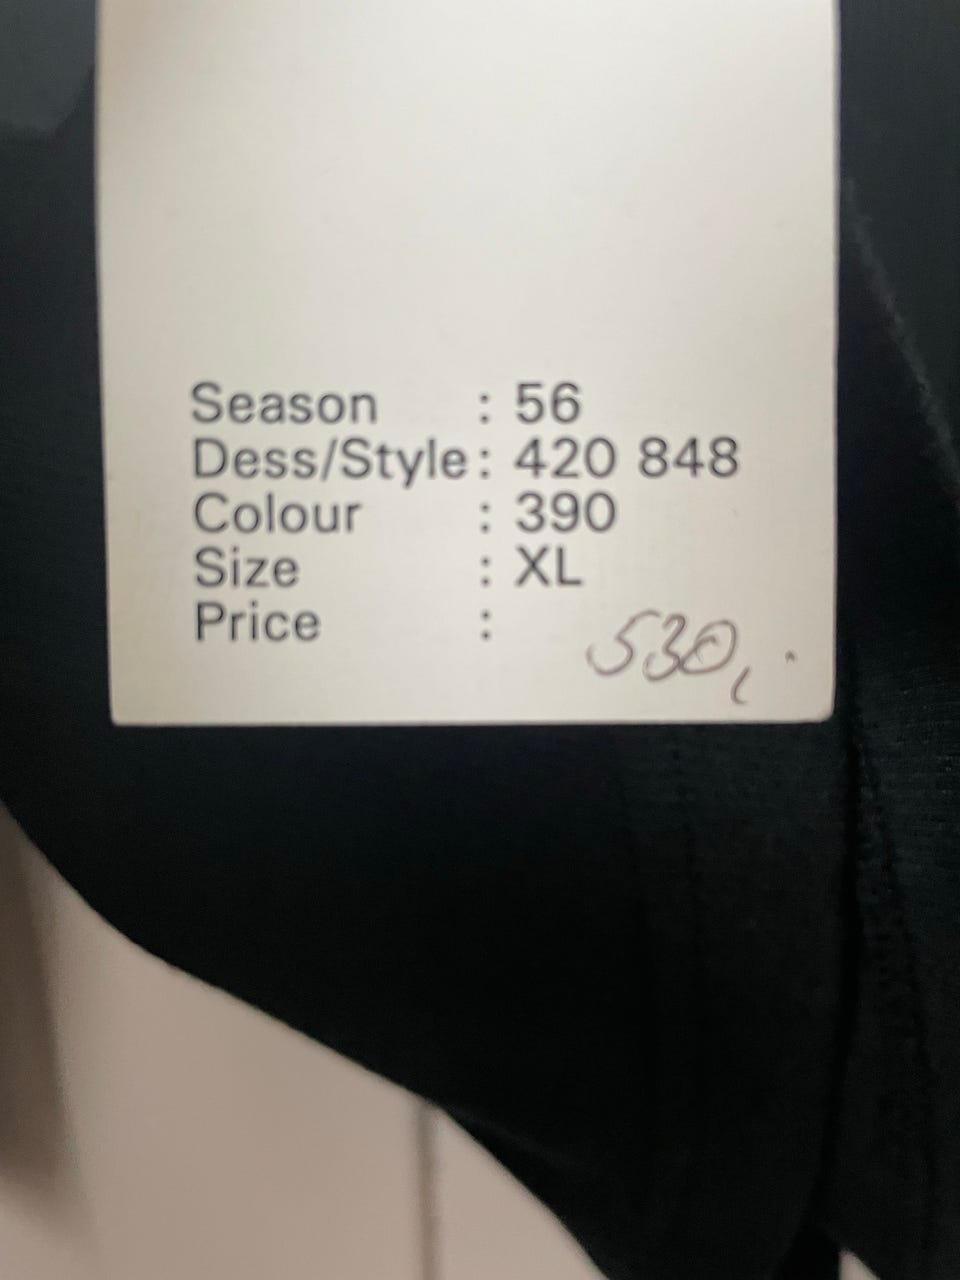 Season : 56
Dess/Style : 420 848
Colour : 390
Size : XL
Price : 530,-